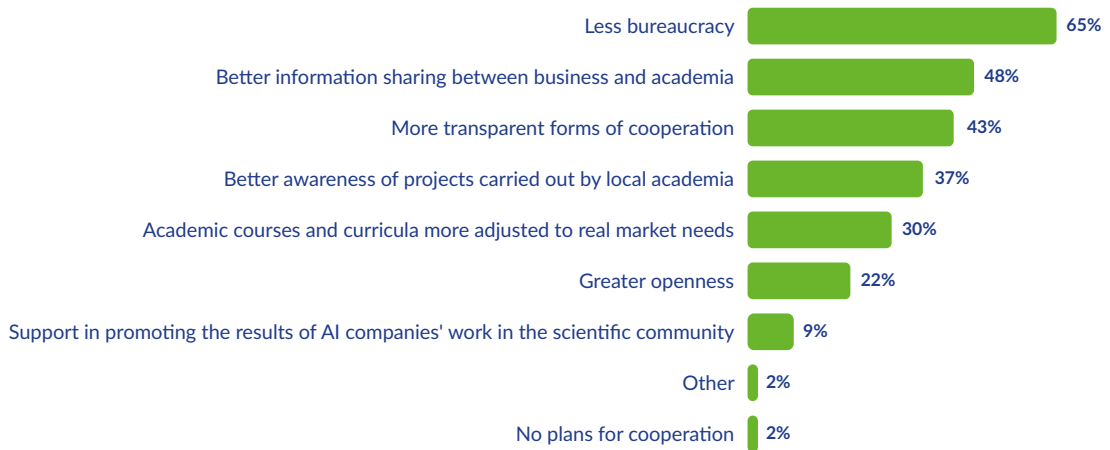 Less bureaucracy 65%
Better information sharing between business and academia 48%
More transparent forms of cooperation 43%
Better awareness of projects carried out by local academia 37%
Academic courses and curricula more adjusted to real market needs 30%
Greater openness 22%
Support in promoting the results of AI companies' work in the scientific community 9%
Other 2%
No plans for cooperation 2%